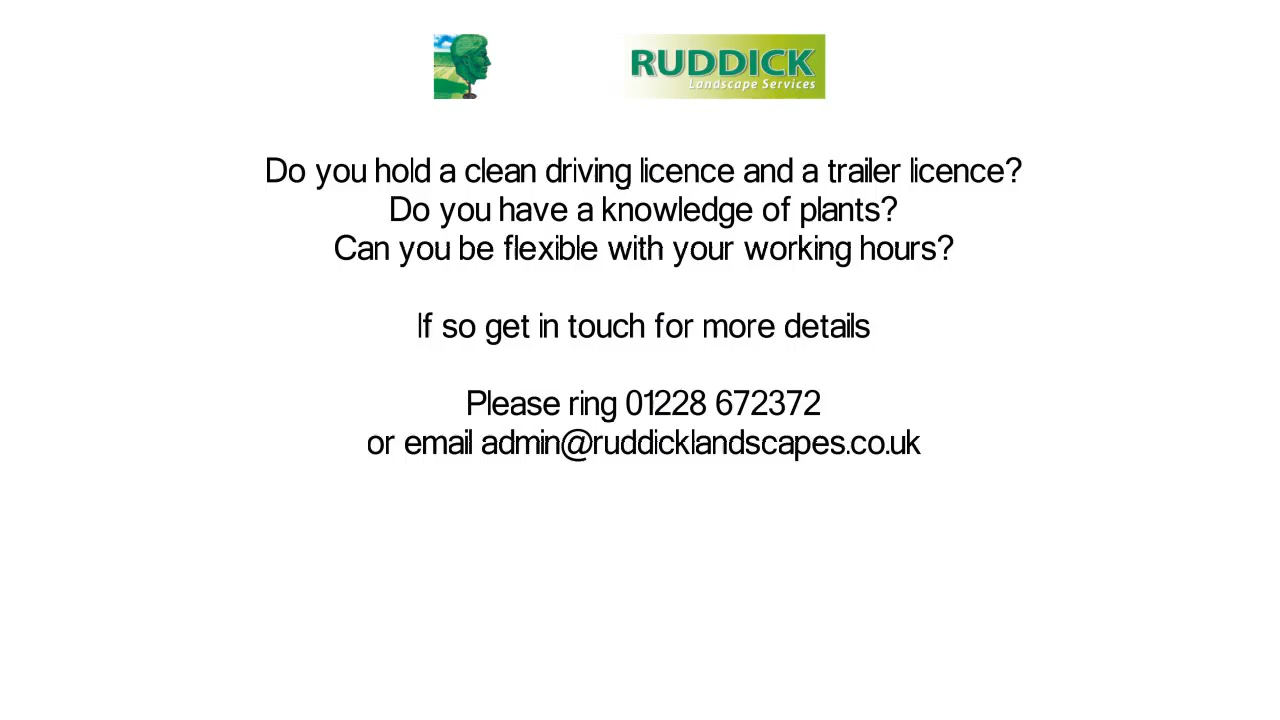 RUDDICK
Landscape Services
Do you hold a clean driving licence and a trailer licence?
Do you have a knowledge of plants?
Can you be flexible with your working hours?
If so get in touch for more details
Please ring 01228 672372
or email admin@ruddicklandscapes.co.uk